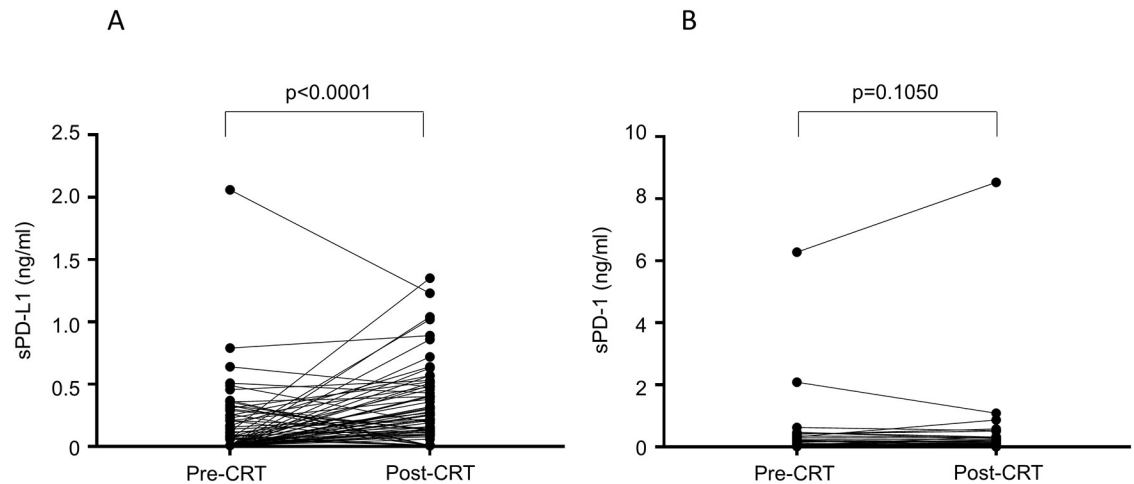 A
p<0.0001
sPD-L1 (ng/ml)
2.5
2.0
1.5
1.0
0.5
0
Pre-CRT
Post-CRT
B
p=0.1050
sPD-1 (ng/ml)
10
8
6
4
2
0
Pre-CRT
Post-CRT